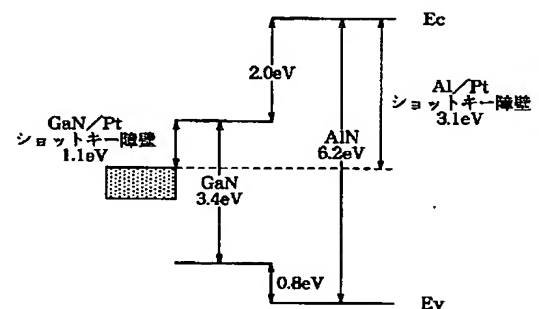 Ec
2.0eV
Al/Pt
ショットキー障壁
3.1eV
GaN/Pt
ショットキー障壁
1.1eV
AlN
6.2eV
GaN
3.4eV
0.8eV
Ev